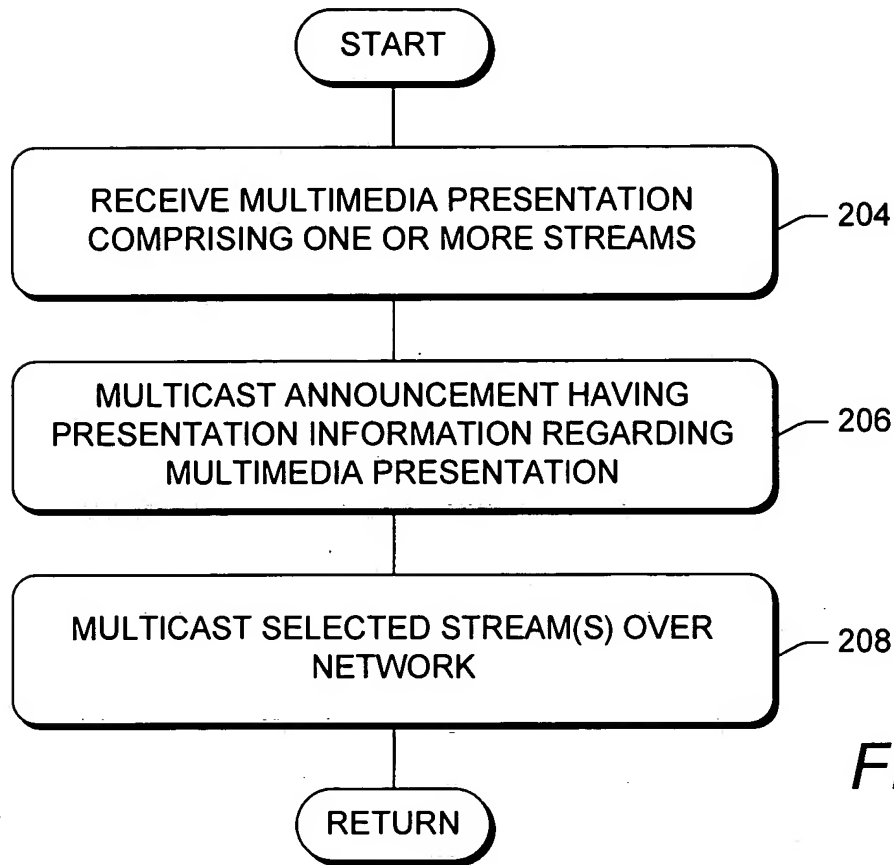 START
RECEIVE MULTIMEDIA PRESENTATION
COMPRISING ONE OR MORE STREAMS
204
MULTICAST ANNOUNCEMENT HAVING
PRESENTATION INFORMATION REGARDING
MULTIMEDIA PRESENTATION
206
MULTICAST SELECTED STREAM(S) OVER
NETWORK
208
RETURN